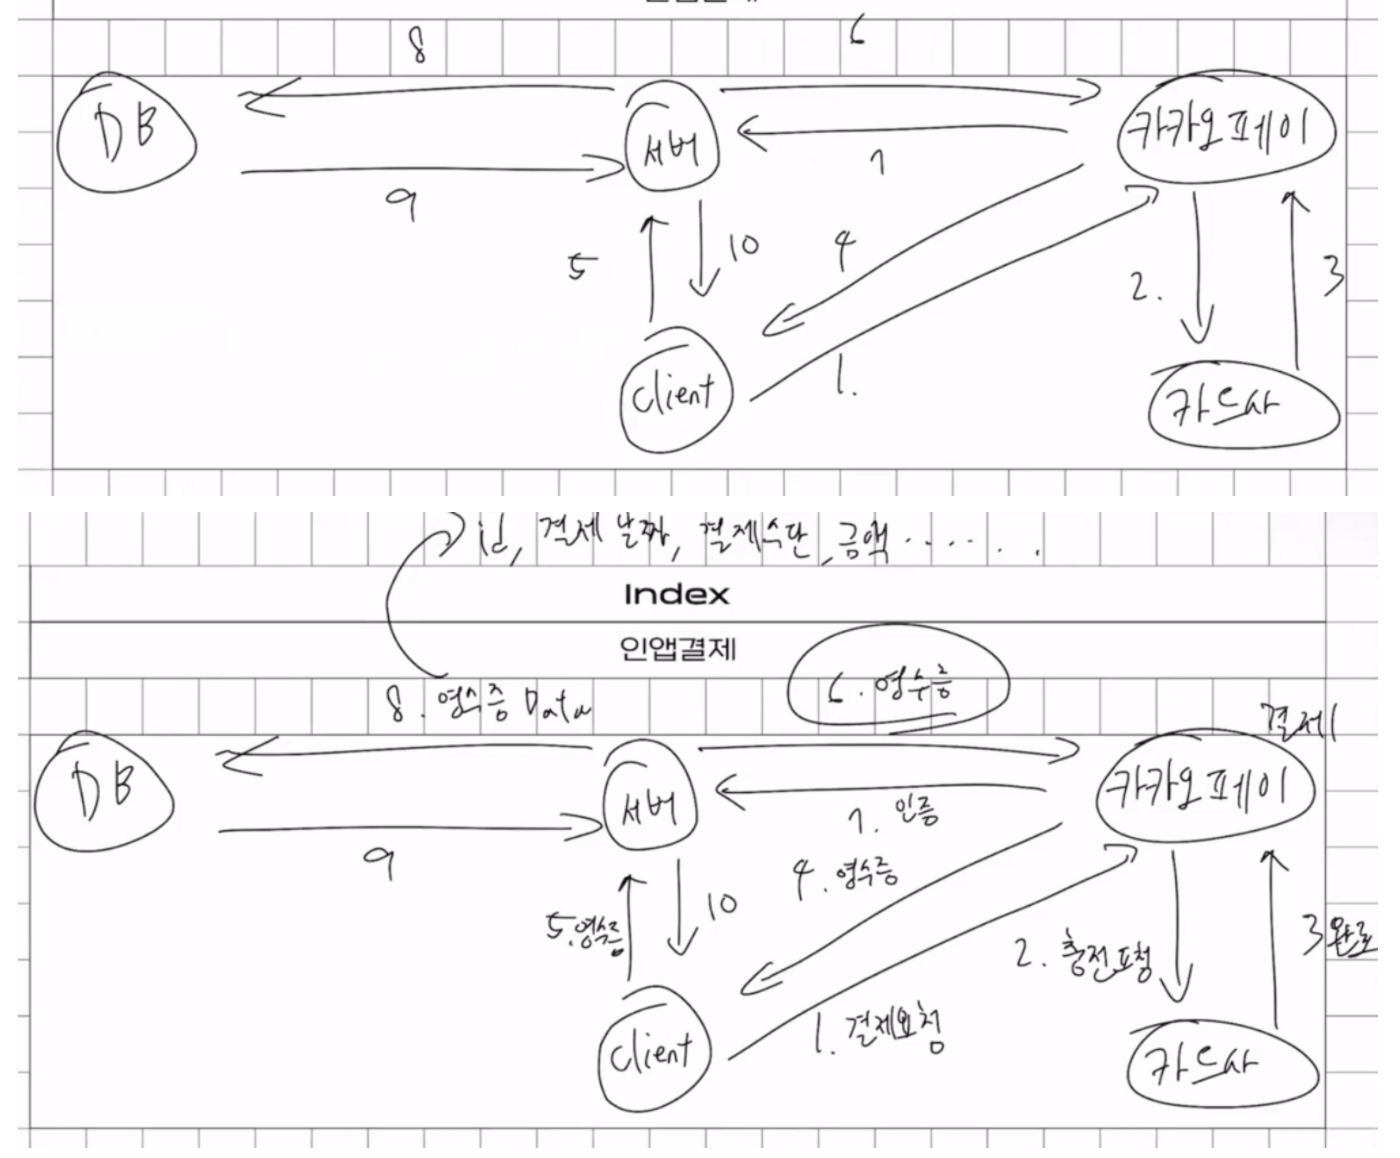 8
6
DB
서버
카카오페이
7
9
5
10
4
2.
3
1.
Client
카드사
id, 결제 날짜, 결제수단, 금액 . . . . . . .
Index
인앱결제
8. 영수증 Data
6. 영수증
결제
DB
서버
카카오페이
7. 인증
9
4. 영수증
5. 영수증
10
2. 충전요청
3 완료
1. 결제요청
Client
카드사